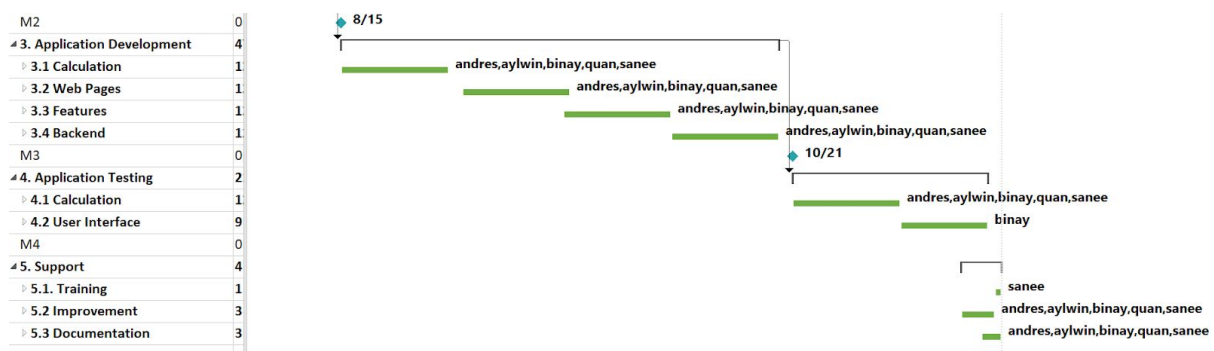 M2 0 8/15
3. Application Development 4
3.1 Calculation 1 andres,aylwin,binay,quan,sanee
3.2 Web Pages 1 andres,aylwin,binay,quan,sanee
3.3 Features 1 andres,aylwin,binay,quan,sanee
3.4 Backend 1 andres,aylwin,binay,quan,sanee
M3 0 10/21
4. Application Testing 2
4.1 Calculation 1 andres,aylwin,binay,quan,sanee
4.2 User Interface 9 binay
M4 0
5. Support 4
5.1. Training 1 sanee
5.2 Improvement 3 andres,aylwin,binay,quan,sanee
5.3 Documentation 3 andres,aylwin,binay,quan,sanee